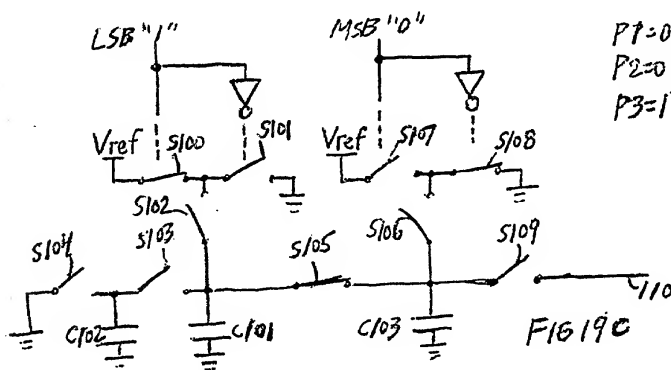 LSB "1"
MSB "0"
P1=0
P2=0
P3=1
Vref
S100
S101
Vref
S107
S108
S102
S106
S104
S103
S105
S109
C102
C101
C103
110
FIG 19C